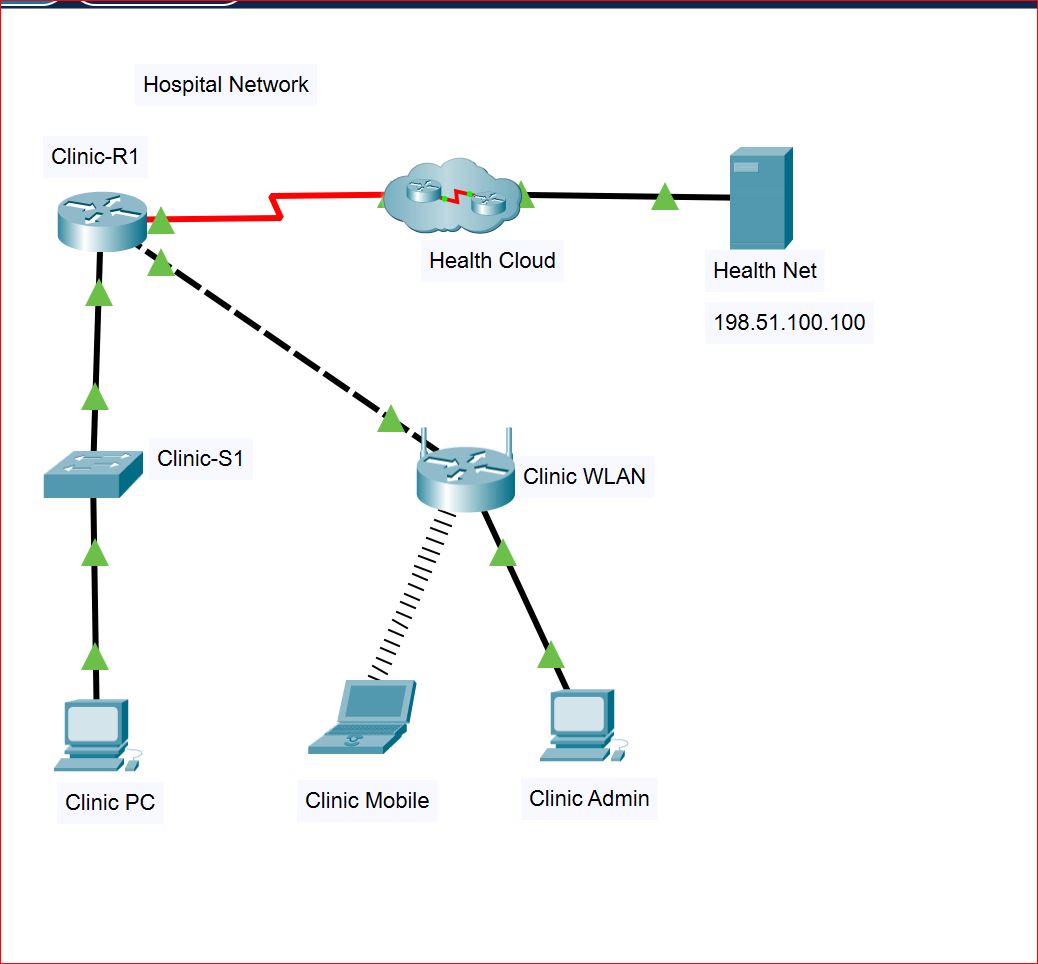 Hospital Network
Clinic-R1
Health Cloud
Health Net
198.51.100.100
Clinic-S1
Clinic WLAN
Clinic PC
Clinic Mobile
Clinic Admin